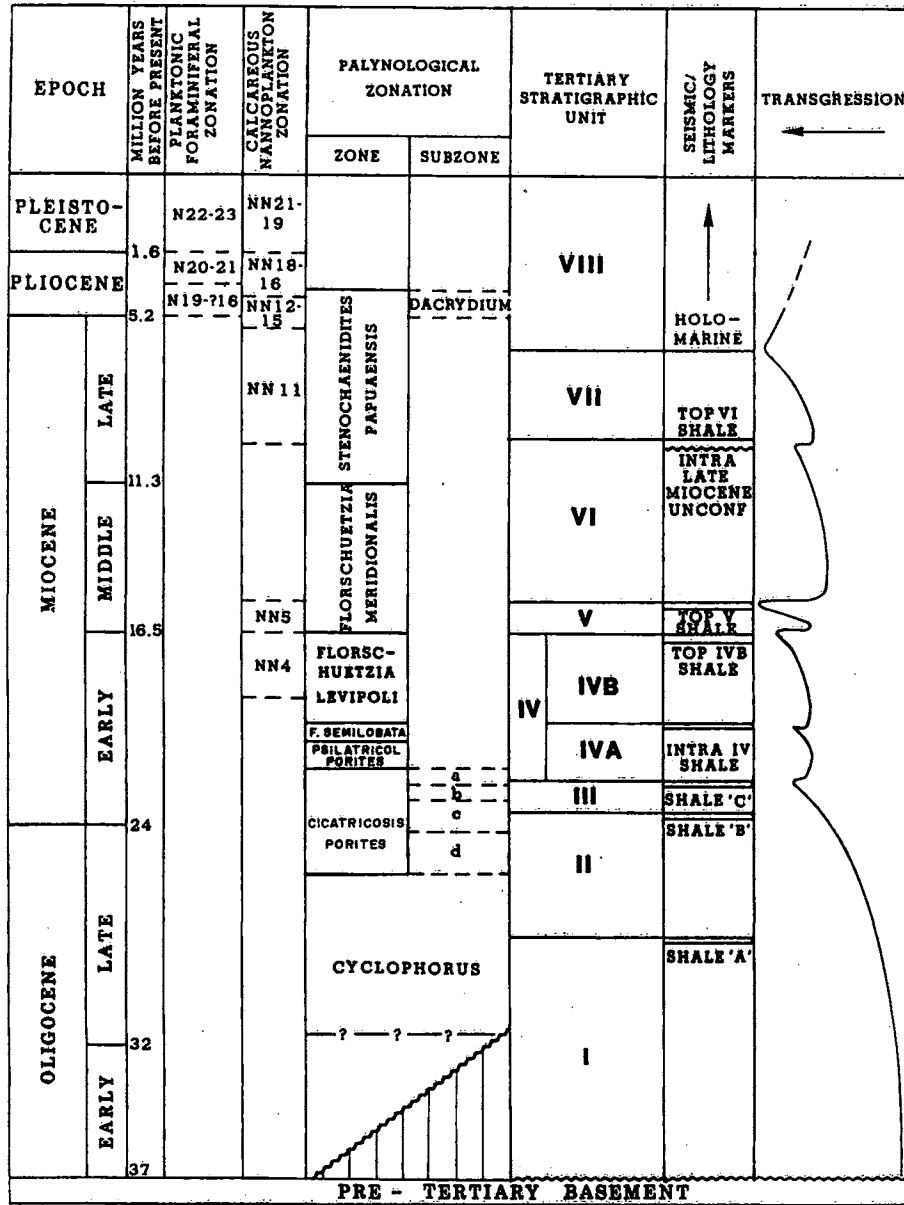 EPOCH
MILLION YEARS
BEFORE PRESENT
PLANKTONIC
FORAMINIFERAL
ZONATION
CALCAREOUS
NANNOPLANKTON
ZONATION
PALYNOLOGICAL
ZONATION
ZONE
SUBZONE
TERTIARY
STRATIGRAPHIC
UNIT
SEISMIC/
LITHOLOGY
MARKERS
TRANSGRESSION
PLEISTO-
CENE
1.6
PLIOCENE
5.2
MIOCENE
LATE
11.3
MIDDLE
16.5
EARLY
24
OLIGOCENE
LATE
32
EARLY
37
N22-23
N20-21
N19-?16
NN21-
19
NN18-
16
NN12-
15
NN11
NN5
NN4
STENOCHAENIDITES
PAPUAENSIS
FLORSCHUETZIA
MERIDIONALIS
FLORSC-
HUETZIA
LEVIPOLI
F. SEMILOBATA
PSILATRICOL
PORITES
CICATRICOSIS
PORITES
DACRYDIUM
a
b
c
d
CYCLOPHORUS
? ? ?
VIII
VII
VI
V
IV
IVB
IVA
III
II
I
HOLO-
MARINE
TOP VI
SHALE
INTRA
LATE
MIOCENE
UNCONF
TOP V
SHALE
TOP IVB
SHALE
INTRA IV
SHALE
SHALE 'C'
SHALE 'B'
SHALE 'A'
PRE - TERTIARY BASEMENT